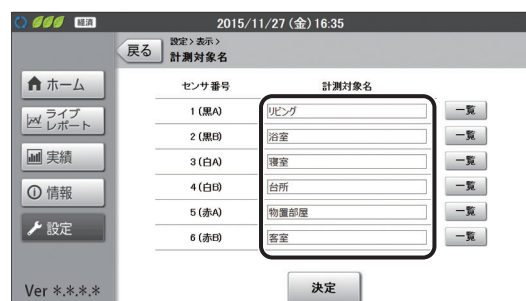 経済 2015/11/27 (金) 16:35
戻る 設定 > 表示 >
計測対象名
ホーム
ライブ
レポート
実績
情報
設定
Ver *.*.*.*
センサ番号 計測対象名
1 (黒A) リビング 一覧
2 (黒B) 浴室 一覧
3 (白A) 寝室 一覧
4 (白B) 台所 一覧
5 (赤A) 物置部屋 一覧
6 (赤B) 客室 一覧
決定